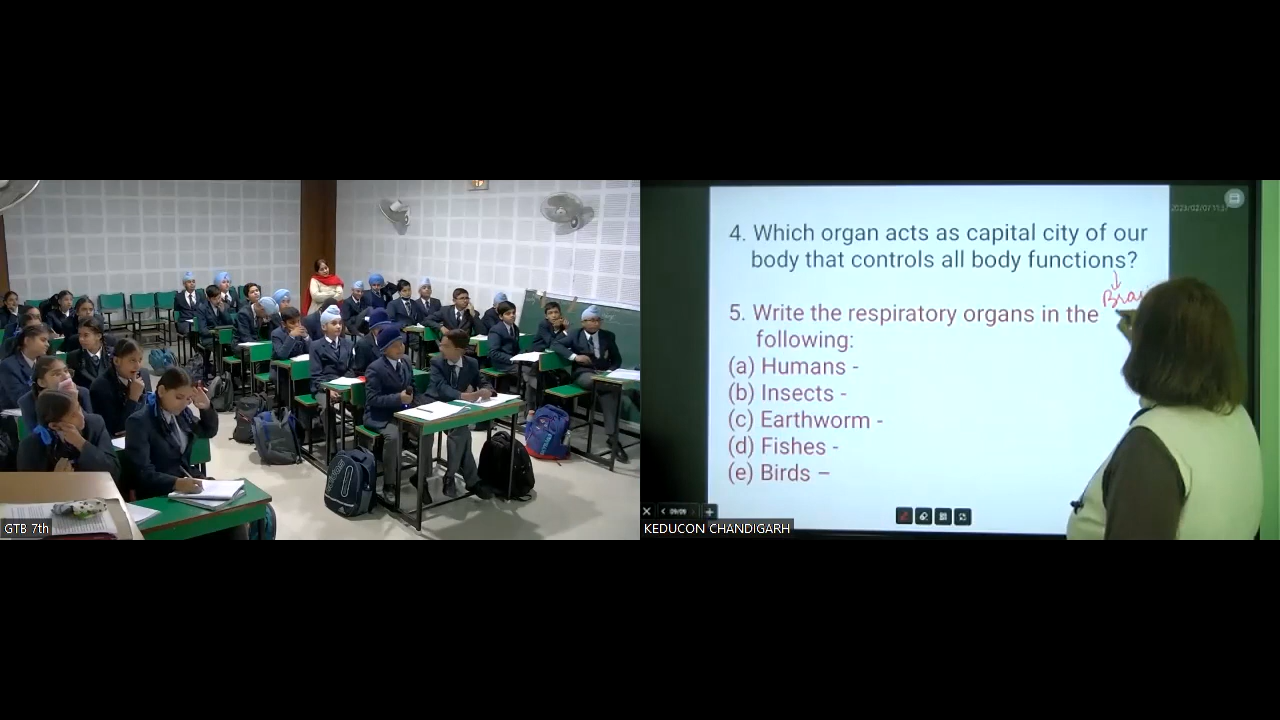 4. Which organ acts as capital city of our
body that controls all body functions?
5. Write the respiratory organs in the
following:
(a) Humans -
(b) Insects -
(c) Earthworm -
(d) Fishes -
(e) Birds –
GTB 7th
KEDUCON CHANDIGARH